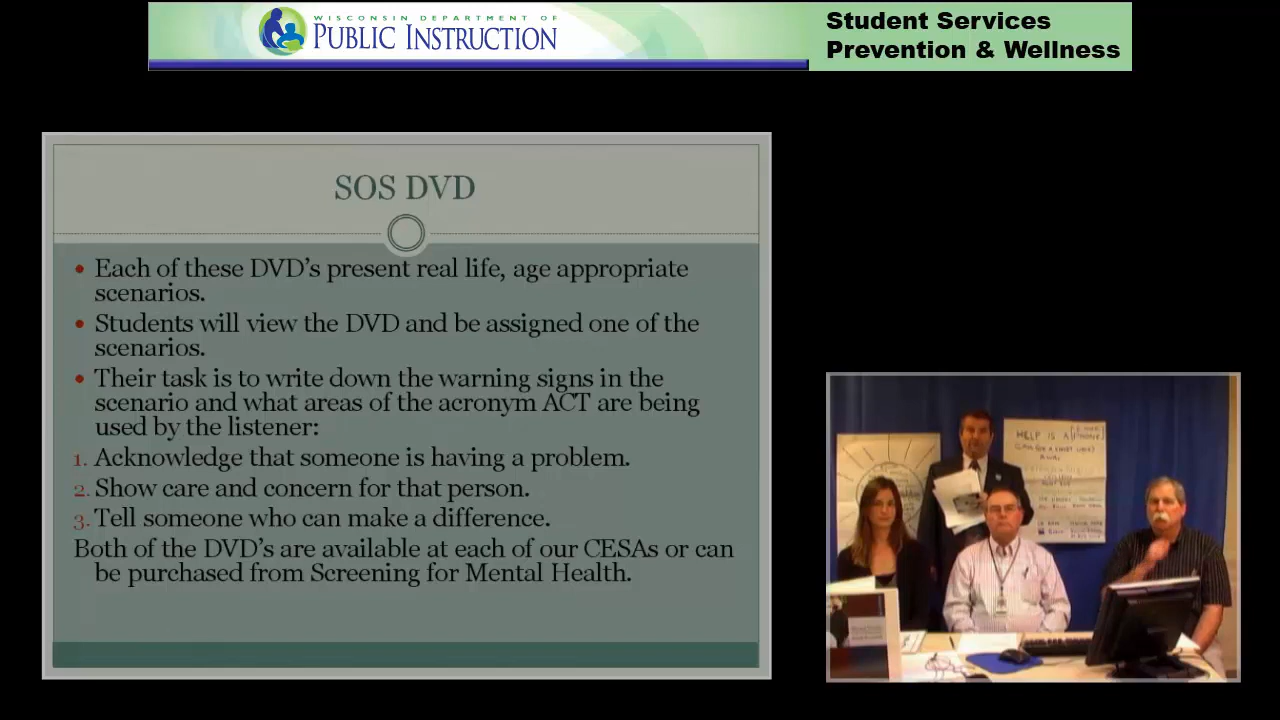 WISCONSIN DEPARTMENT OF
PUBLIC INSTRUCTION
Student Services
Prevention & Wellness
SOS DVD
• Each of these DVD's present real life, age appropriate
scenarios.
• Students will view the DVD and be assigned one of the
scenarios.
• Their task is to write down the warning signs in the
scenario and what areas of the acronym ACT are being
used by the listener:
1. Acknowledge that someone is having a problem.
2. Show care and concern for that person.
3. Tell someone who can make a difference.
Both of the DVD's are available at each of our CESAs or can
be purchased from Screening for Mental Health.
HELP IS A